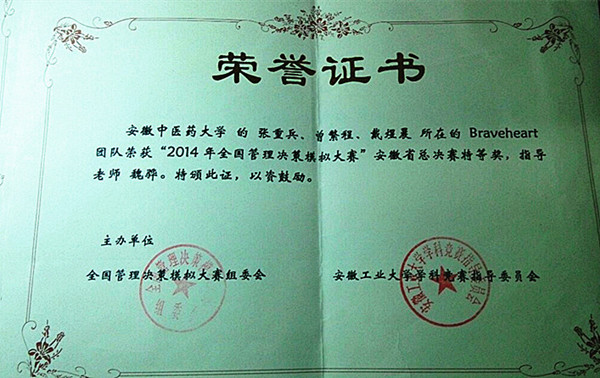 荣誉证书
安徽中医药大学 的 张重兵、曾繁程、戴煜晨 所在的 Braveheart
团队荣获“2014年全国管理决策模拟大赛”安徽省总决赛特等奖，指导
老师 魏骅。特颁此证，以资鼓励。
主办单位
全国管理决策模拟大赛组委会
安徽工业大学学科竞赛指导委员会